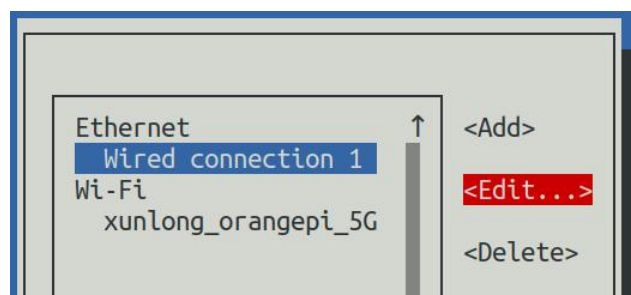 Ethernet ↑ <Add>
Wired connection 1
Wi-Fi <Edit...>
xunlong_orangepi_5G
<Delete>